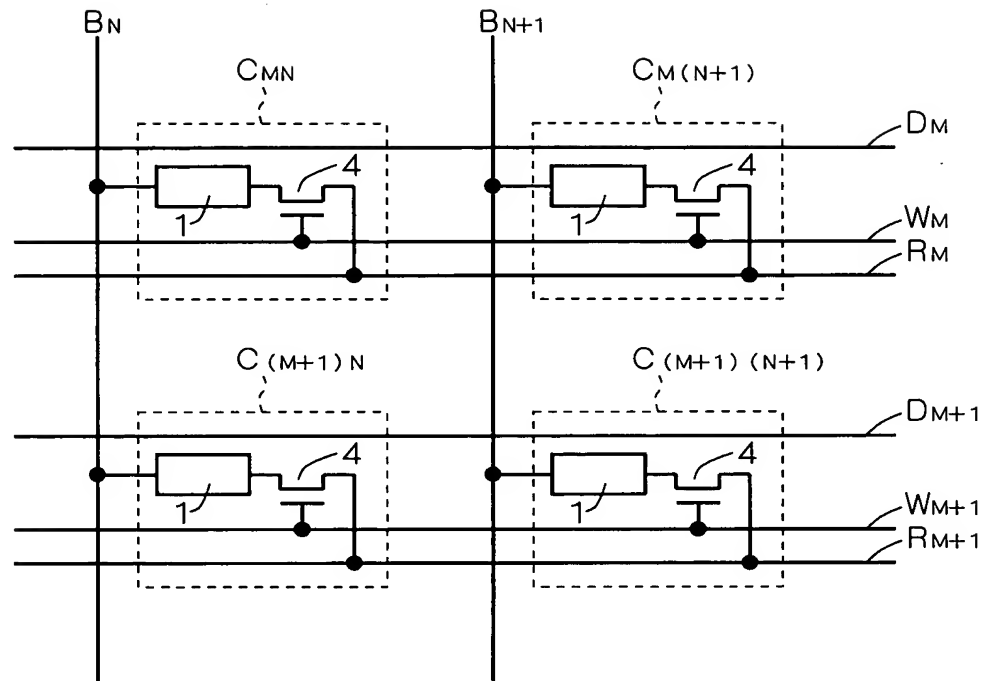 BN BN+1
CMN CM(N+1)
DM
4 4
1 1
WM
RM
C(M+1)N C(M+1)(N+1)
DM+1
4 4
1 1
WM+1
RM+1